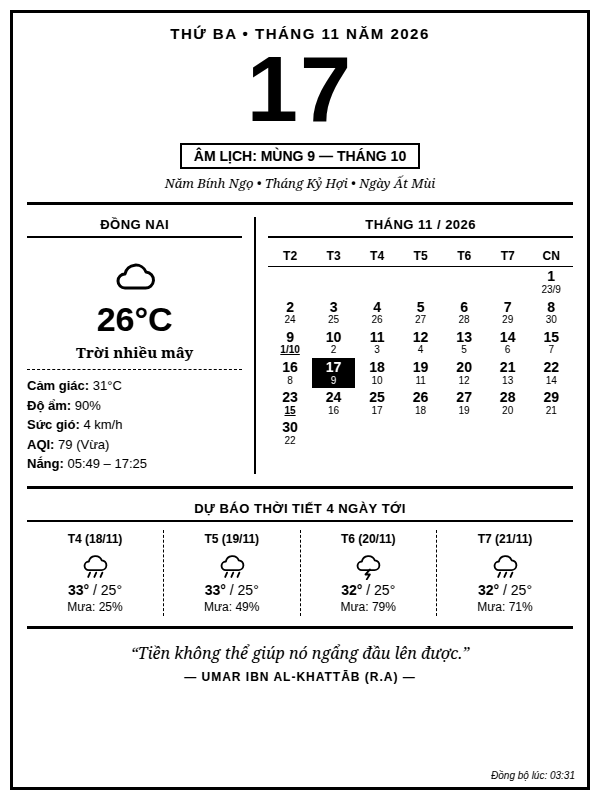 THỨ BA • THÁNG 11 NĂM 2026
17
ÂM LỊCH: MÙNG 9 — THÁNG 10
Năm Bính Ngọ • Tháng Kỷ Hợi • Ngày Ất Mùi
ĐỒNG NAI
26°C
Trời nhiều mây
Cảm giác: 31°C
Độ ẩm: 90%
Sức gió: 4 km/h
AQI: 79 (Vừa)
Nắng: 05:49 – 17:25
THÁNG 11 / 2026
T2 T3 T4 T5 T6 T7 CN
1
23/9
2 3 4 5 6 7 8
24 25 26 27 28 29 30
9 10 11 12 13 14 15
1/10 2 3 4 5 6 7
16 17 18 19 20 21 22
8 9 10 11 12 13 14
23 24 25 26 27 28 29
15 16 17 18 19 20 21
30
22
DỰ BÁO THỜI TIẾT 4 NGÀY TỚI
T4 (18/11) T5 (19/11) T6 (20/11) T7 (21/11)
33° / 25° 33° / 25° 32° / 25° 32° / 25°
Mưa: 25% Mưa: 49% Mưa: 79% Mưa: 71%
“Tiền không thể giúp nó ngẩng đầu lên được.”
— UMAR IBN AL-KHATTĀB (R.A) —
Đồng bộ lúc: 03:31